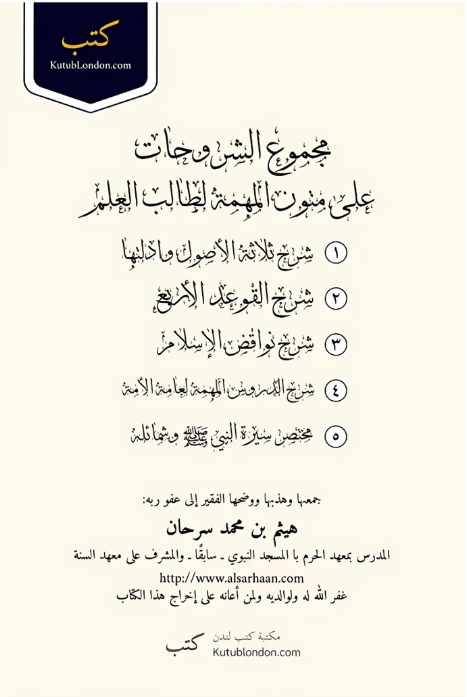 كتب
KutubLondon.com
مجموع الشروحات
على متون المهمة لطالب العلم
١ شرح ثلاثة الأصول وادلتها
٢ شرح القوعد الأربع
٣ شرح نواقض الإسلام
٤ شرح الدروس المهمة لعامة الأمة
٥ مختصر سيرة النبي ﷺ وشمائله
جمعها وهذبها ووضحها الفقير إلى عفو ربه:
هيثم بن محمد سرحان
المدرس بمعهد الحرم با المسجد النبوي ـ سابقًا ـ والمشرف على معهد السنة
http://www.alsarhaan.com
غفر الله له ولوالديه ولمن أعانه على إخراج هذا الكتاب
مكتبة كتب لندن
Kutublondon.com
كتب